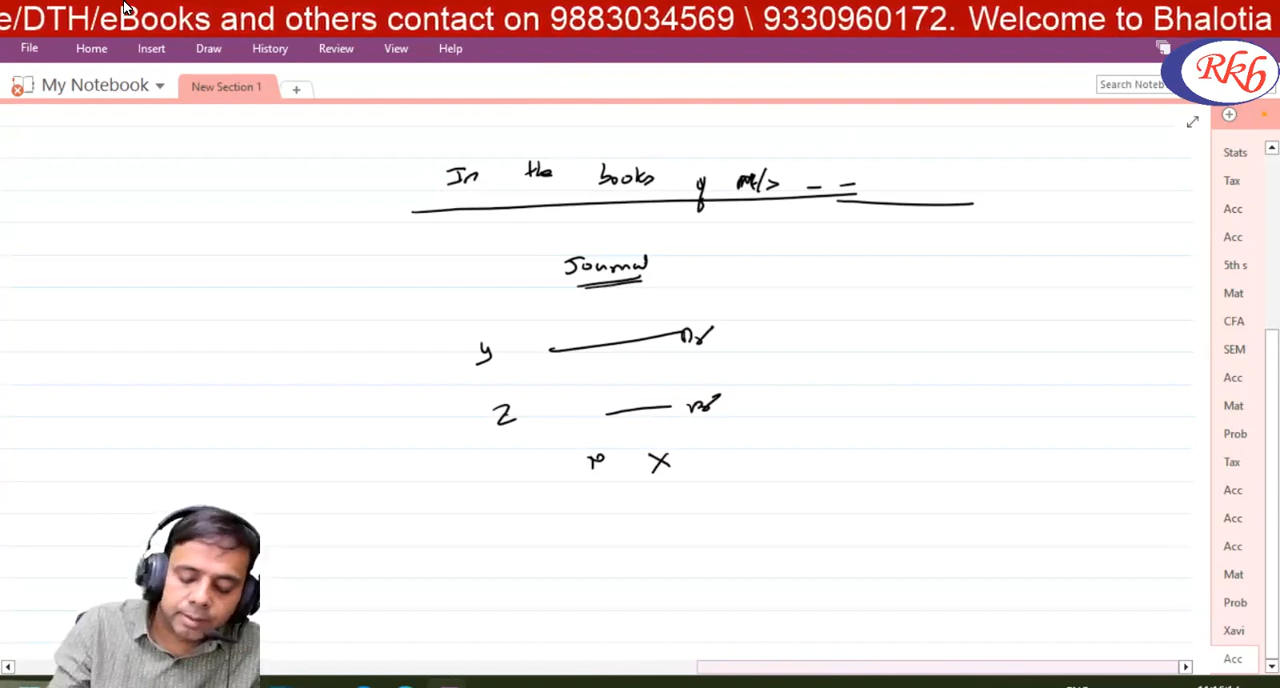 e/DTH/eBooks and others contact on 9883034569 \ 9330960172. Welcome to Bhalotia
File Home Insert Draw History Review View Help
Rkb
My Notebook New Section 1 + Search Noteb
In the books of M/s - -
Journal
y Dr
Z Dr
To X
Stats
Tax
Acc
Acc
5th s
Mat
CFA
SEM
Acc
Mat
Prob
Tax
Acc
Acc
Acc
Mat
Prob
Xavi
Acc